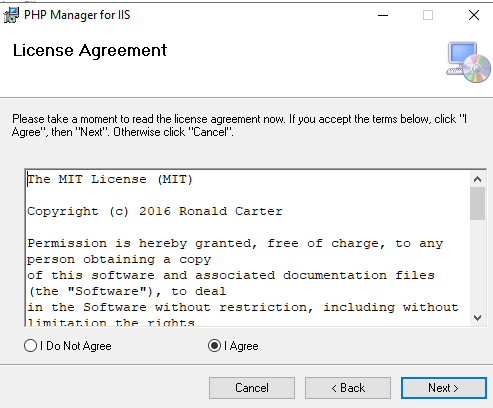 PHP Manager for IIS
License Agreement
Please take a moment to read the license agreement now. If you accept the terms below, click "I
Agree", then "Next". Otherwise click "Cancel".
The MIT License (MIT)
Copyright (c) 2016 Ronald Carter
Permission is hereby granted, free of charge, to any
person obtaining a copy
of this software and associated documentation files
(the "Software"), to deal
in the Software without restriction, including without
limitation the rights
I Do Not Agree
I Agree
Cancel
< Back
Next >